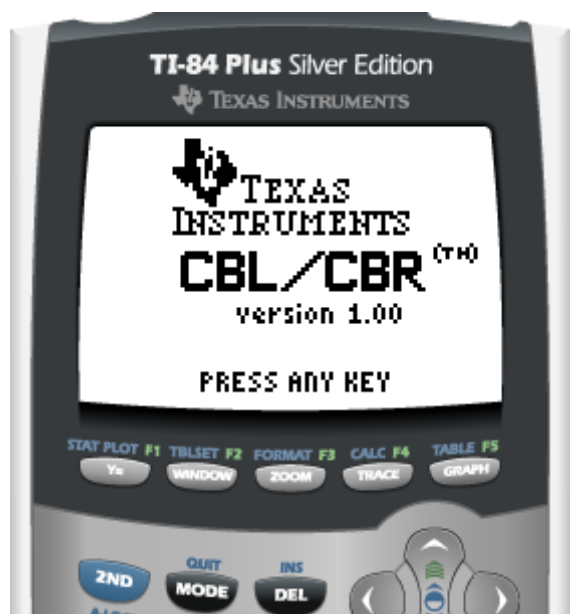 TI-84 Plus Silver Edition
TEXAS INSTRUMENTS
TEXAS
INSTRUMENTS
CBL/CBR(TM)
version 1.00
PRESS ANY KEY
STAT PLOT F1 TBLSET F2 FORMAT F3 CALC F4 TABLE F5
Y= WINDOW ZOOM TRACE GRAPH
QUIT INS
2ND MODE DEL